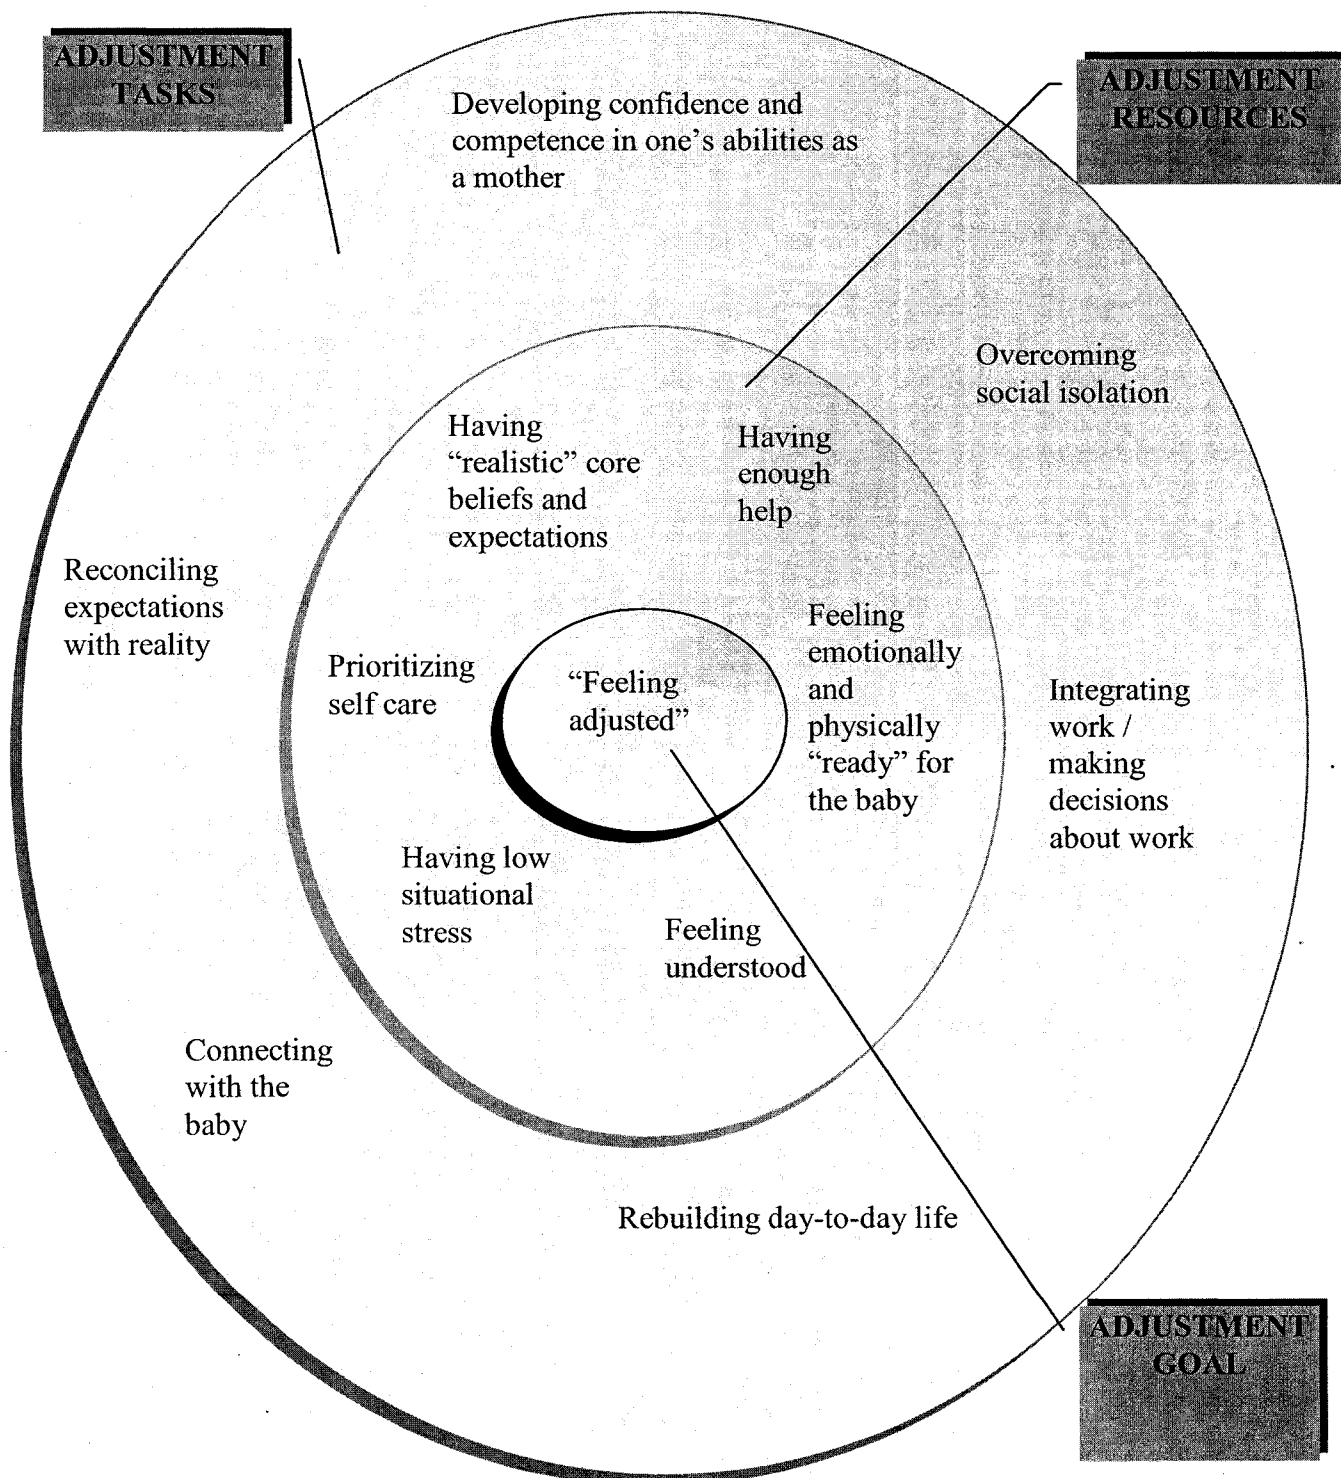 ADJUSTMENT
TASKS
ADJUSTMENT
RESOURCES
Developing confidence and
competence in one's abilities as
a mother
Overcoming
social isolation
Having
“realistic” core
beliefs and
expectations
Having
enough
help
Reconciling
expectations
with reality
Prioritizing
self care
“Feeling
adjusted”
Feeling
emotionally
and
physically
“ready” for
the baby
Integrating
work /
making
decisions
about work
Having low
situational
stress
Feeling
understood
Connecting
with the
baby
Rebuilding day-to-day life
ADJUSTMENT
GOAL